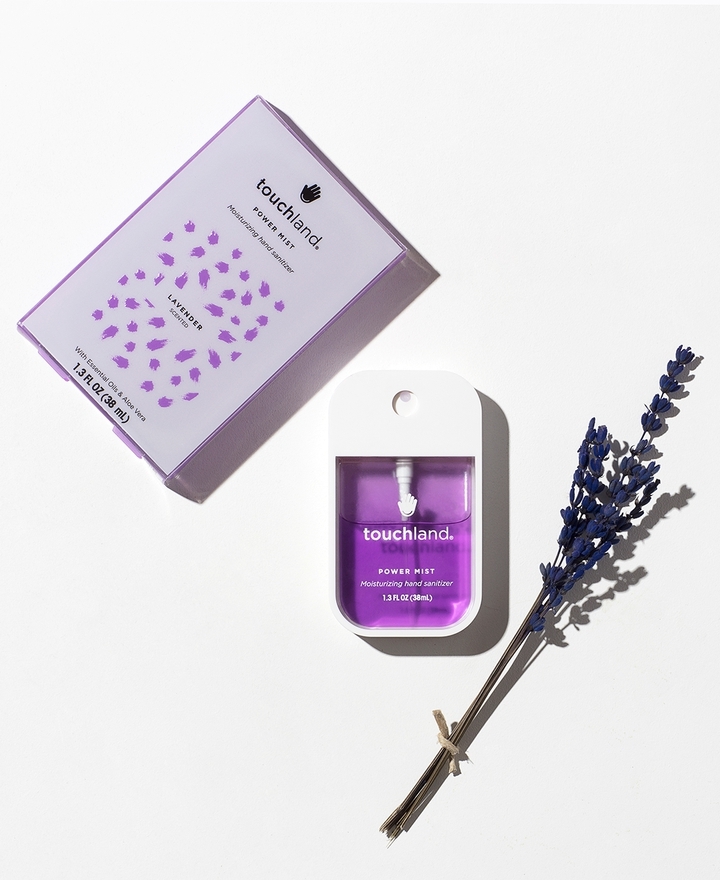 touchland.
POWER MIST
Moisturizing hand sanitizer
LAVENDER
SCENTED
With Essential Oils & Aloe Vera
1.3 FL OZ (38 mL)
touchland.
POWER MIST
Moisturizing hand sanitizer
1.3 FL OZ (38mL)